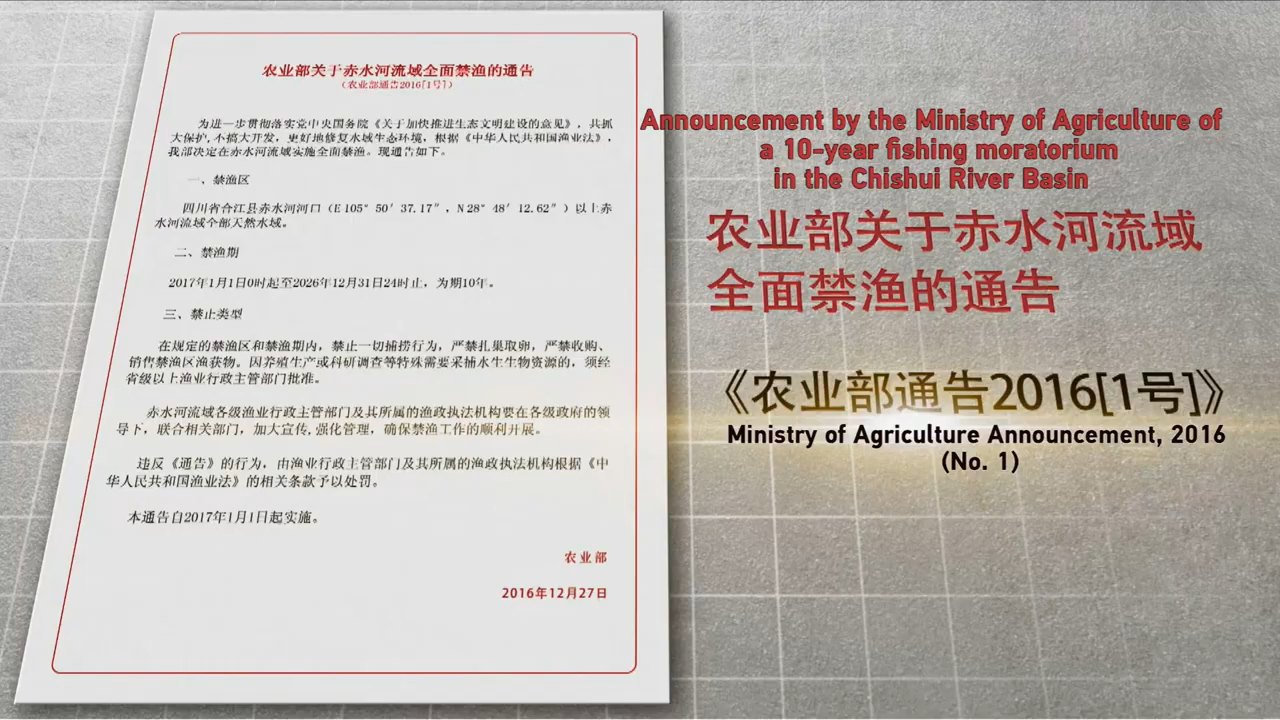 农业部关于赤水河流域全面禁渔的通告
（农业部通告2016[1号]）
为进一步贯彻落实党中央国务院《关于加快推进生态文明建设的意见》，共抓
大保护，不搞大开发，更好地修复水域生态环境，根据《中华人民共和国渔业法》，
我部决定在赤水河流域实施全面禁渔。现通告如下。
一、禁渔区
四川省合江县赤水河河口（E 105° 50′ 37.17″，N 28° 48′ 12.62″）以上赤
水河流域全部天然水域。
二、禁渔期
2017年1月1日0时起至2026年12月31日24时止，为期10年。
三、禁止类型
在规定的禁渔区和禁渔期内，禁止一切捕捞行为，严禁扎巢取卵，严禁收购、
销售禁渔区渔获物。因养殖生产或科研调查等特殊需要采捕水生生物资源的，须经
省级以上渔业行政主管部门批准。
赤水河流域各级渔业行政主管部门及其所属的渔政执法机构要在各级政府的领
导下，联合相关部门，加大宣传，强化管理，确保禁渔工作的顺利开展。
违反《通告》的行为，由渔业行政主管部门及其所属的渔政执法机构根据《中
华人民共和国渔业法》的相关条款予以处罚。
本通告自2017年1月1日起实施。
农业部
2016年12月27日
Announcement by the Ministry of Agriculture of
a 10-year fishing moratorium
in the Chishui River Basin
农业部关于赤水河流域
全面禁渔的通告
《农业部通告2016[1号]》
Ministry of Agriculture Announcement, 2016
(No. 1)